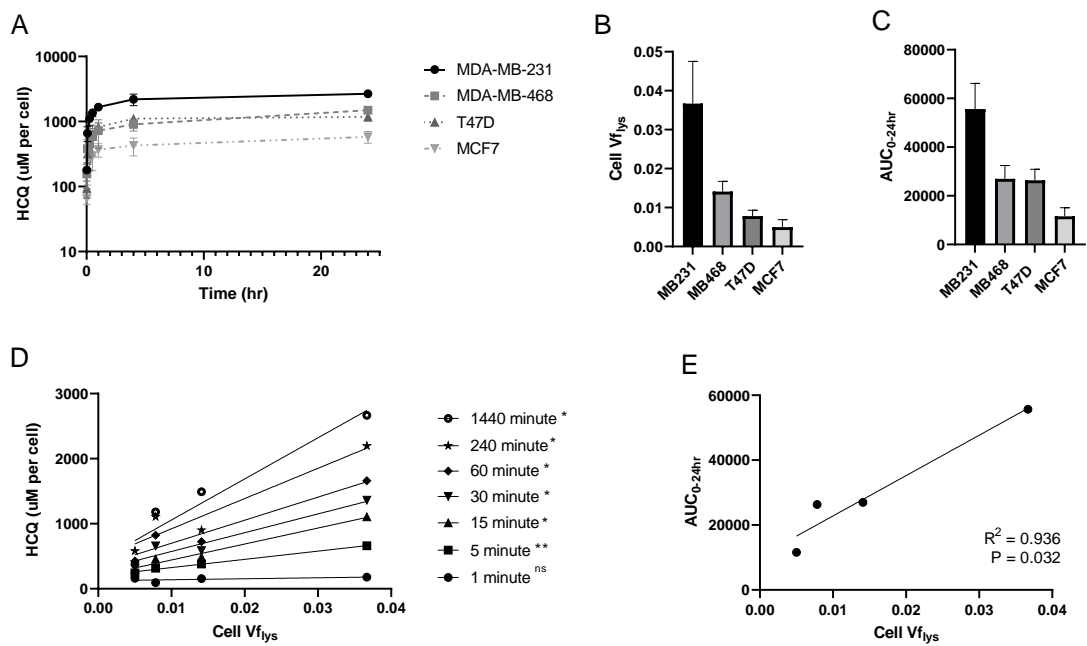 A
HCQ (uM per cell)
10000
1000
100
10
0
10
20
Time (hr)
MDA-MB-231
MDA-MB-468
T47D
MCF7
B
Cell Vflys
0.05
0.04
0.03
0.02
0.01
0.00
MB231
MB468
T47D
MCF7
C
AUC0-24hr
80000
60000
40000
20000
0
MB231
MB468
T47D
MCF7
D
HCQ (uM per cell)
3000
2000
1000
0
0.00
0.01
0.02
0.03
0.04
Cell Vflys
1440 minute *
240 minute *
60 minute *
30 minute *
15 minute *
5 minute **
1 minute ns
E
AUC0-24hr
60000
40000
20000
0
0.00
0.01
0.02
0.03
0.04
Cell Vflys
R2 = 0.936
P = 0.032